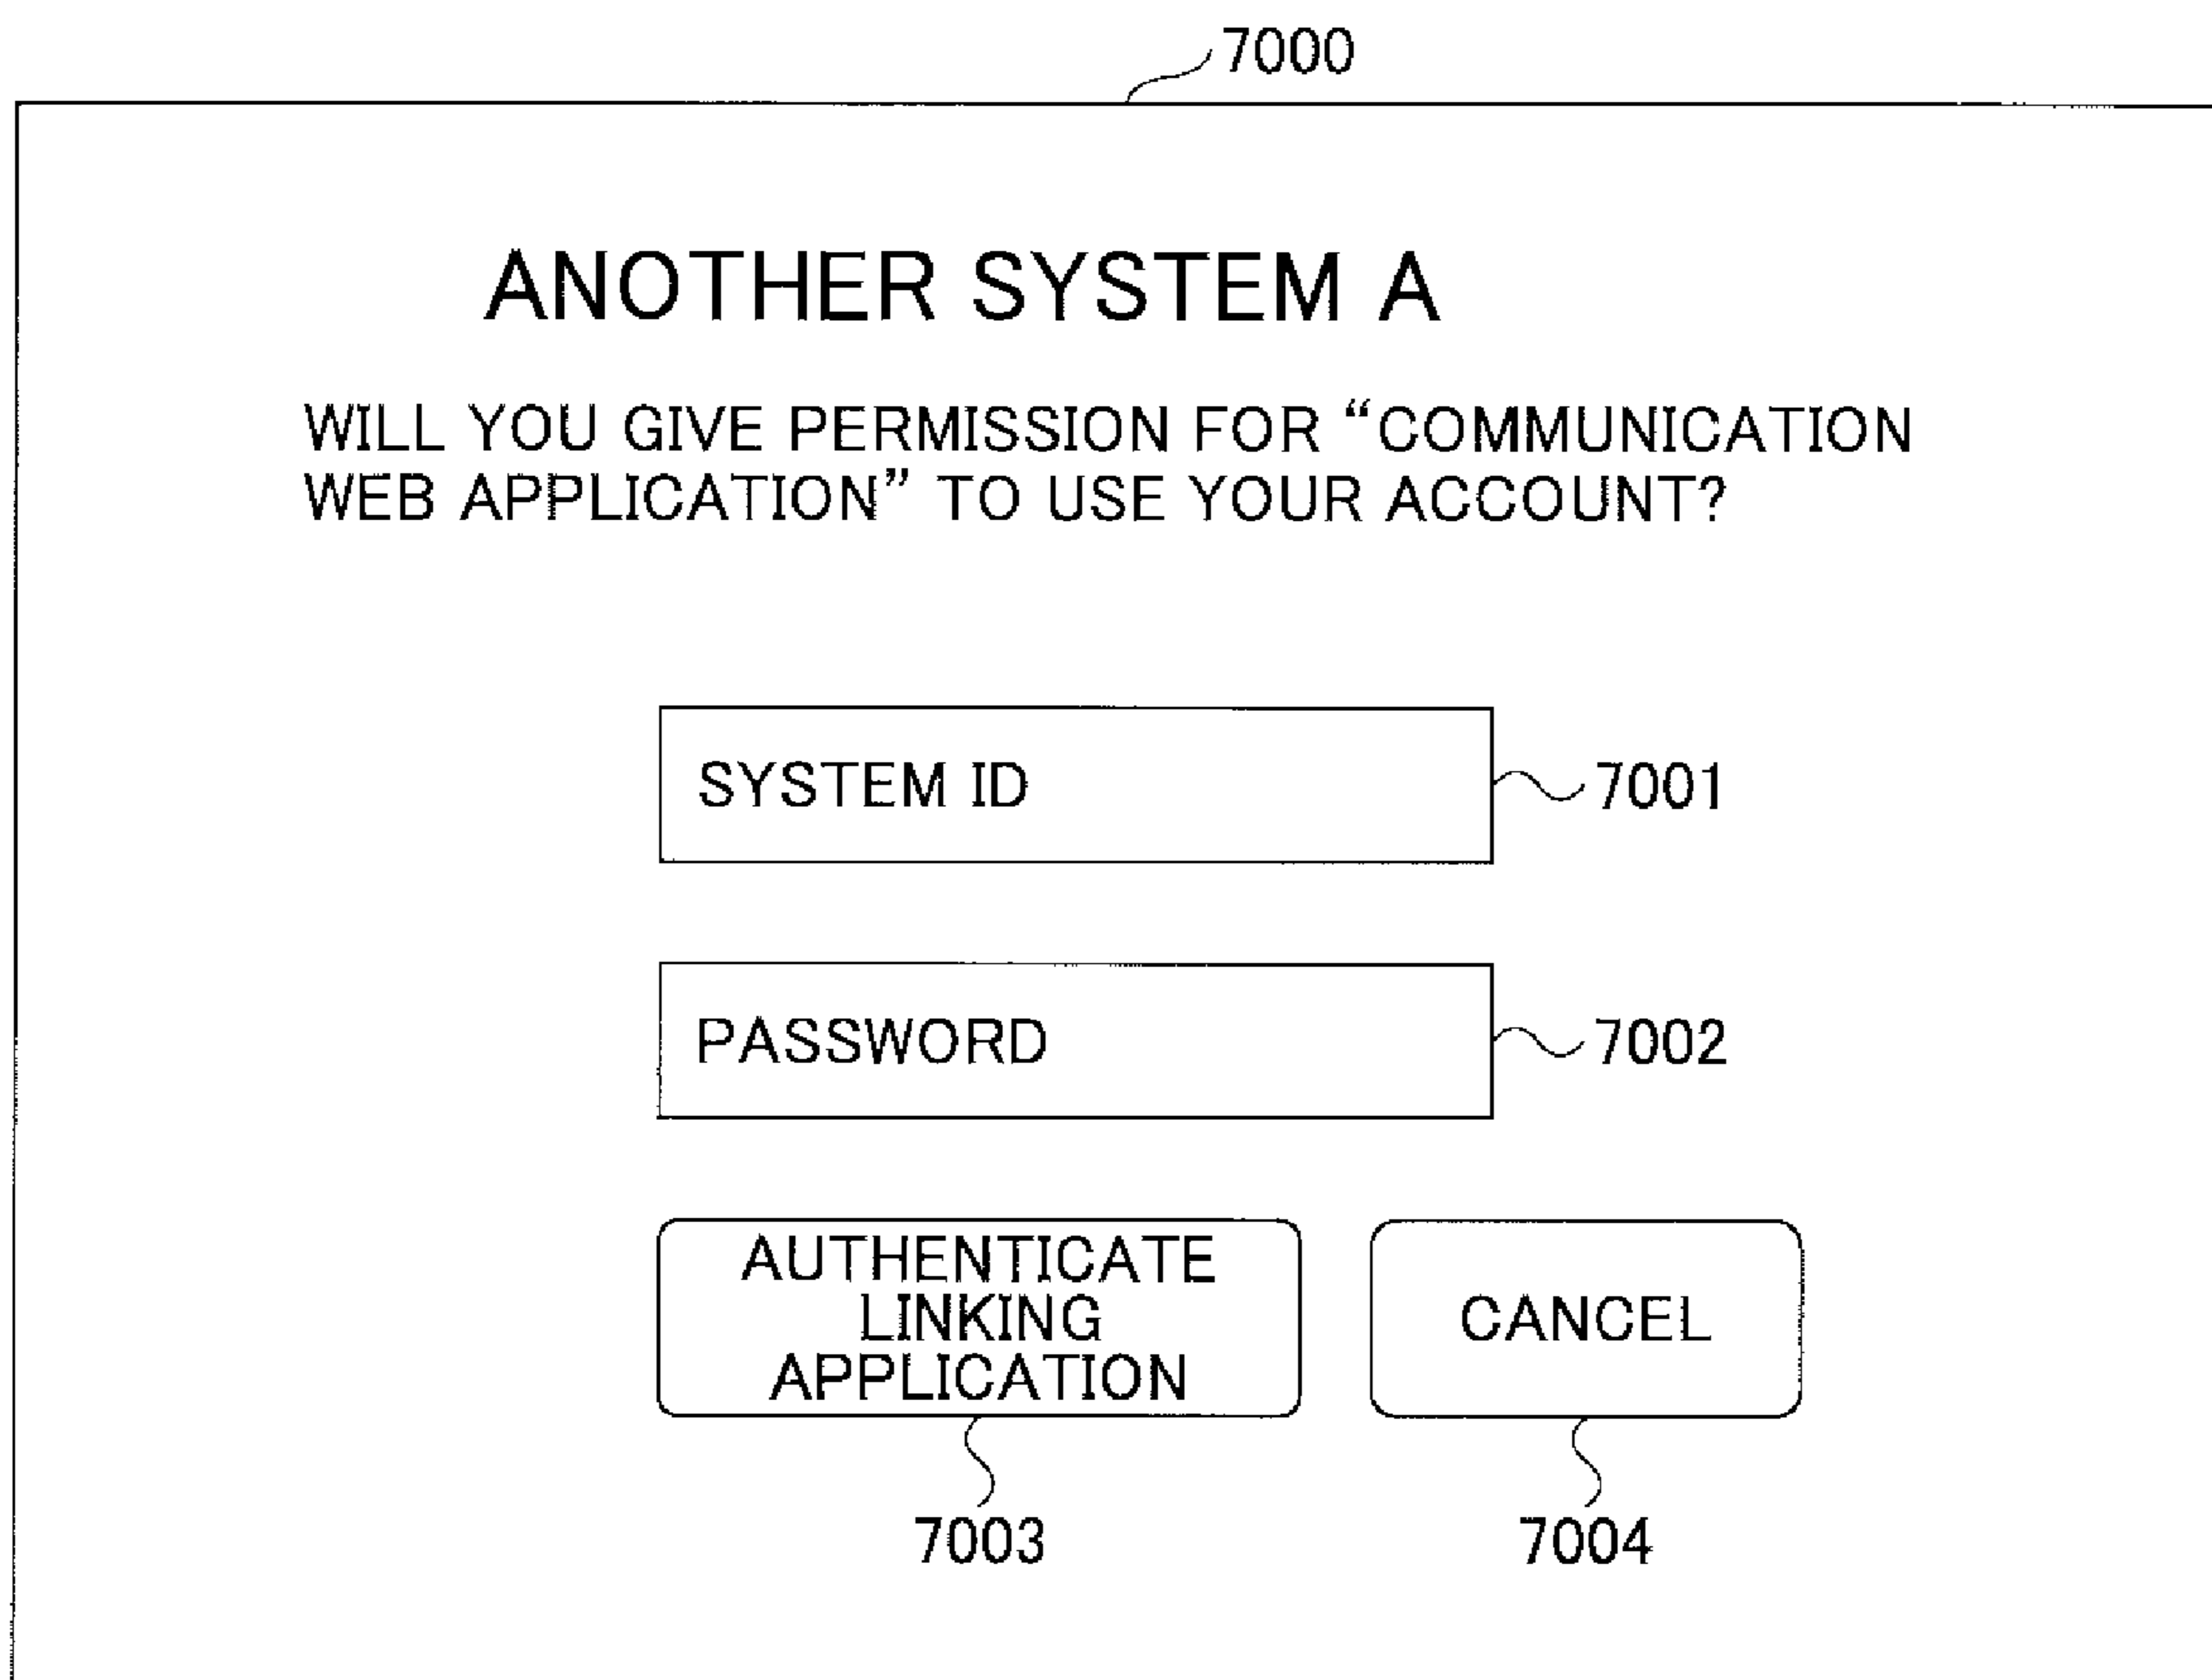 7000
ANOTHER SYSTEM A
WILL YOU GIVE PERMISSION FOR “COMMUNICATION
WEB APPLICATION” TO USE YOUR ACCOUNT?
SYSTEM ID
7001
PASSWORD
7002
AUTHENTICATE
LINKING
APPLICATION
CANCEL
7003
7004